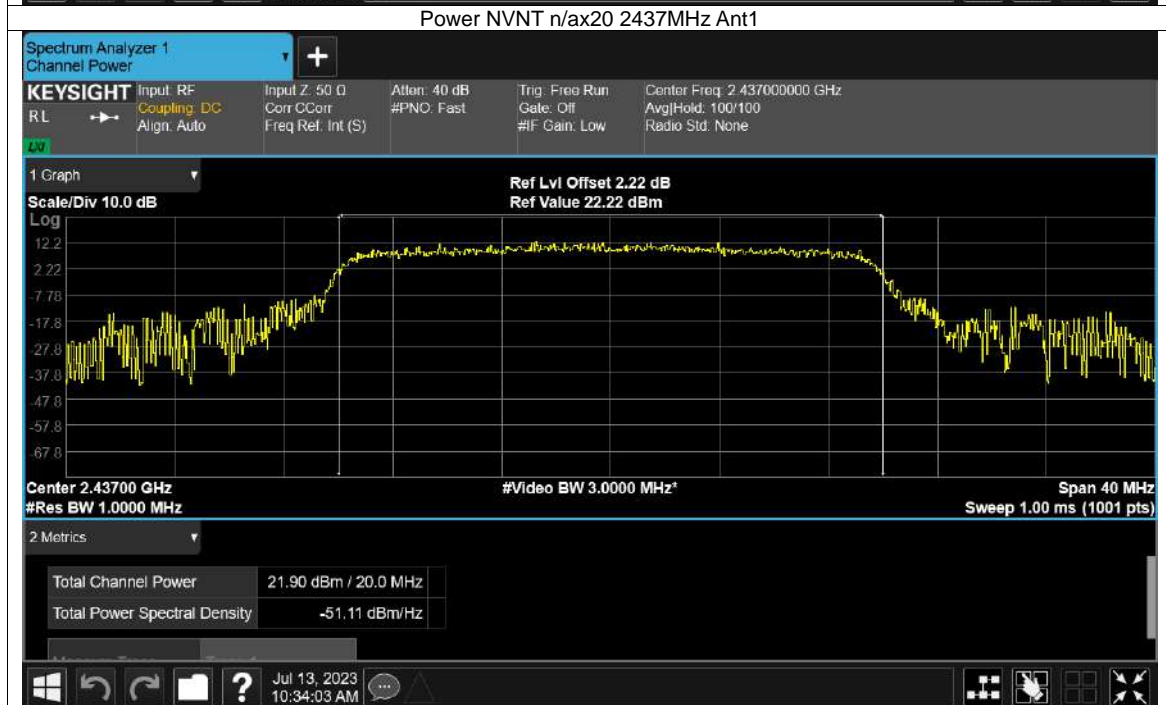 Power NVNT n/ax20 2437MHz Ant1
Spectrum Analyzer 1
Channel Power
+
KEYSIGHT Input: RF Input Z: 50 Ω Atten: 40 dB Trig: Free Run Center Freq: 2.437000000 GHz
RL Coupling: DC Corr CCorr #PNO: Fast Gate: Off Avg|Hold: 100/100
Align: Auto Freq Ref: Int (S) #IF Gain: Low Radio Std: None
LXI
1 Graph
Ref Lvl Offset 2.22 dB
Scale/Div 10.0 dB Ref Value 22.22 dBm
Log
12.2
2.22
-7.78
-17.8
-27.8
-37.8
-47.8
-57.8
-67.8
Center 2.43700 GHz #Video BW 3.0000 MHz* Span 40 MHz
#Res BW 1.0000 MHz Sweep 1.00 ms (1001 pts)
2 Metrics
Total Channel Power 21.90 dBm / 20.0 MHz
Total Power Spectral Density -51.11 dBm/Hz
? Jul 13, 2023
10:34:03 AM